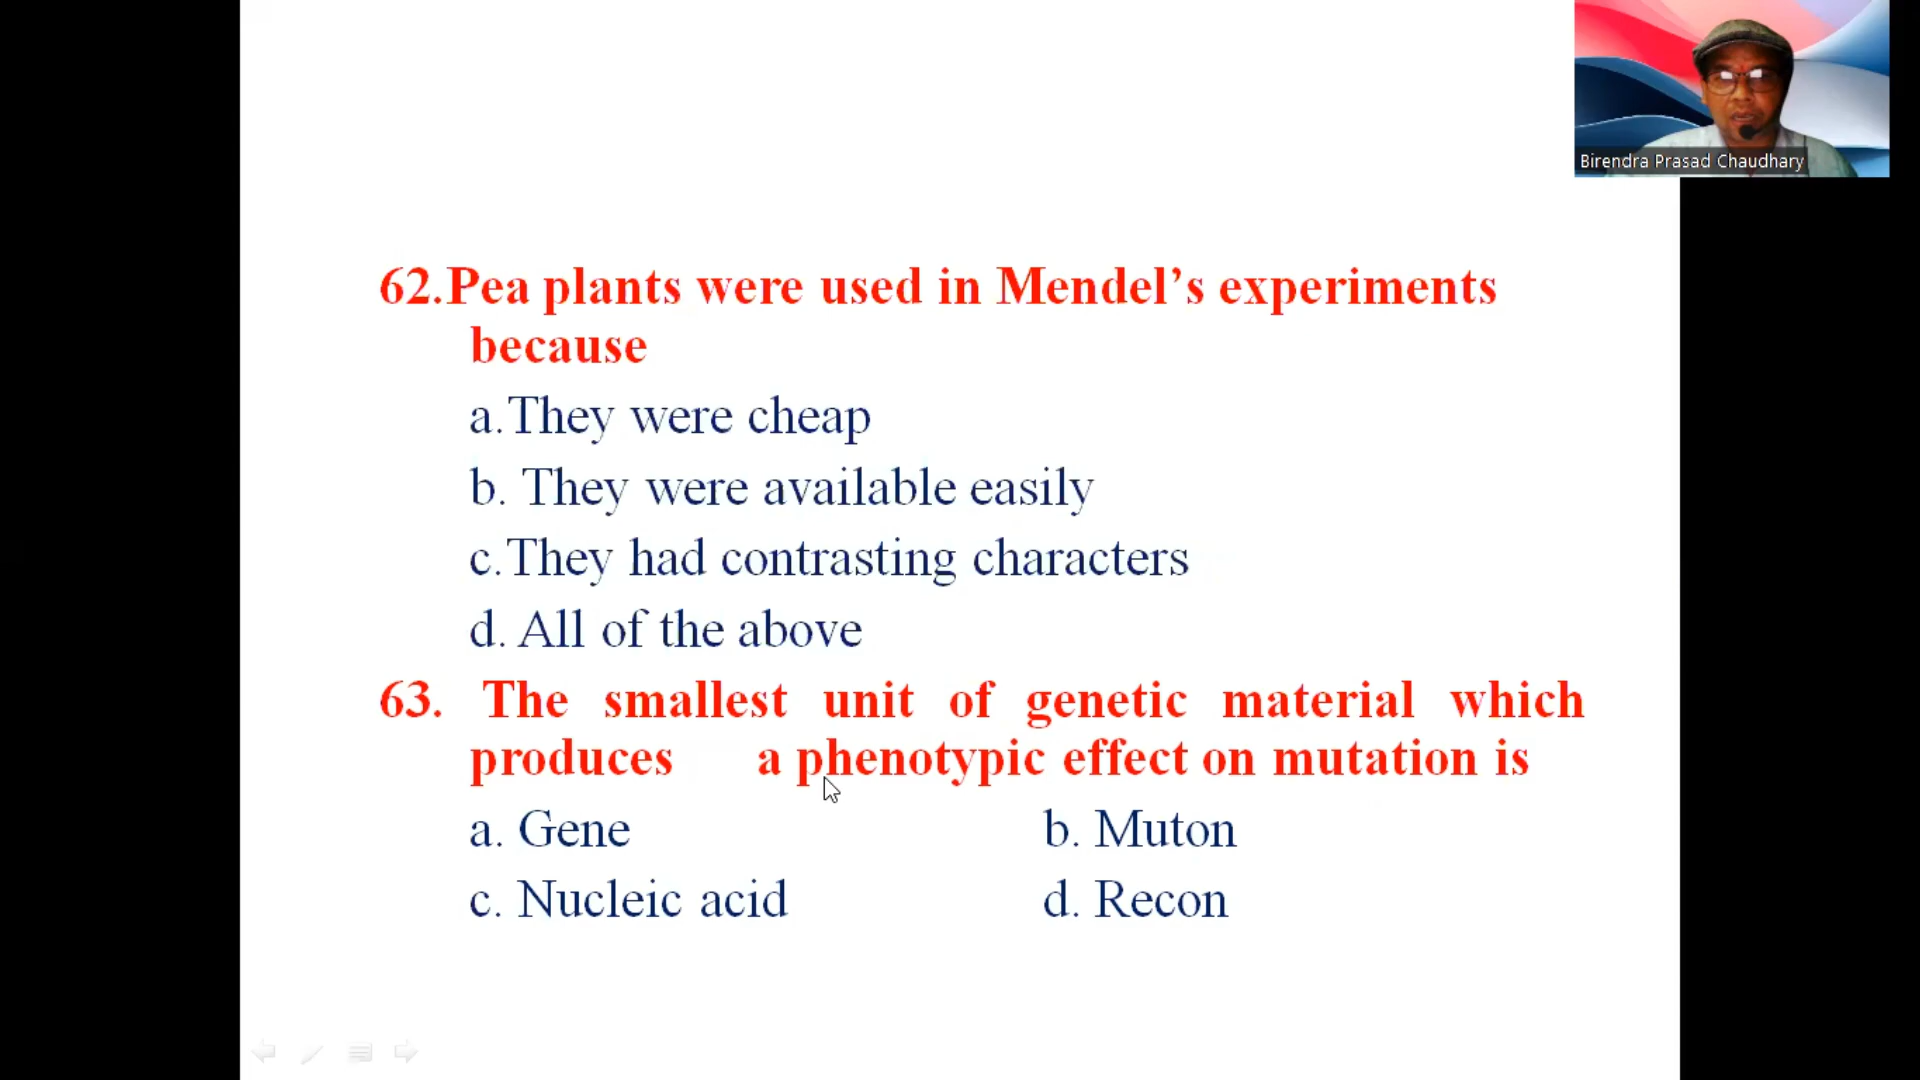 Birendra Prasad Chaudhary
62.Pea plants were used in Mendel's experiments
because
a.They were cheap
b. They were available easily
c.They had contrasting characters
d. All of the above
63. The smallest unit of genetic material which
produces a phenotypic effect on mutation is
a. Gene b. Muton
c. Nucleic acid d. Recon